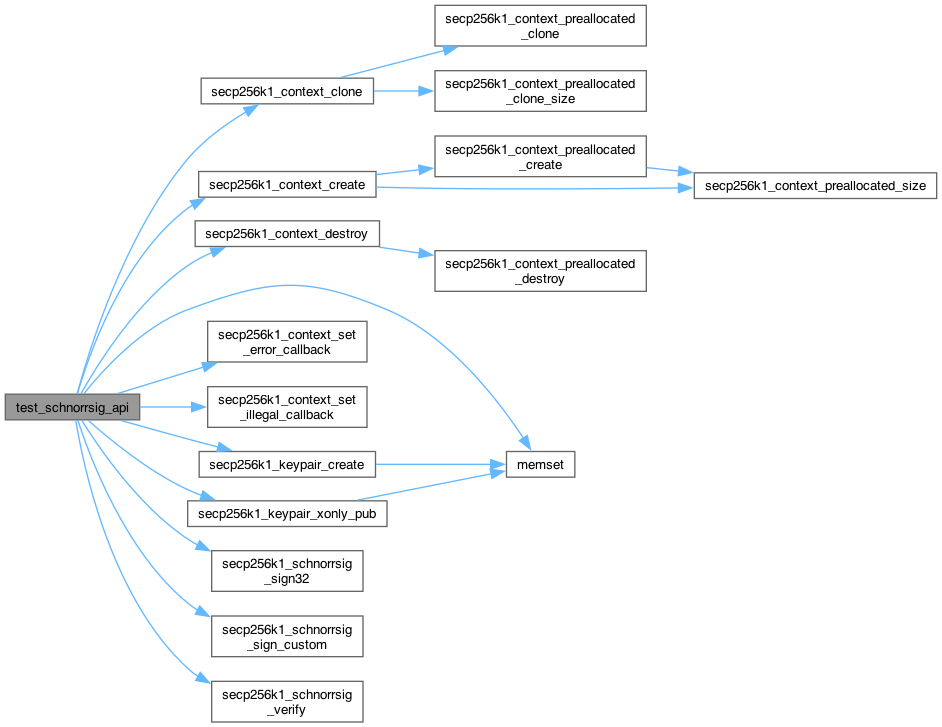 secp256k1_context_preallocated
_clone
secp256k1_context_clone
secp256k1_context_preallocated
_clone_size
secp256k1_context_preallocated
_create
secp256k1_context_create
secp256k1_context_preallocated_size
secp256k1_context_destroy
secp256k1_context_preallocated
_destroy
secp256k1_context_set
_error_callback
test_schnorrsig_api
secp256k1_context_set
_illegal_callback
secp256k1_keypair_create
memset
secp256k1_keypair_xonly_pub
secp256k1_schnorrsig
_sign32
secp256k1_schnorrsig
_sign_custom
secp256k1_schnorrsig
_verify